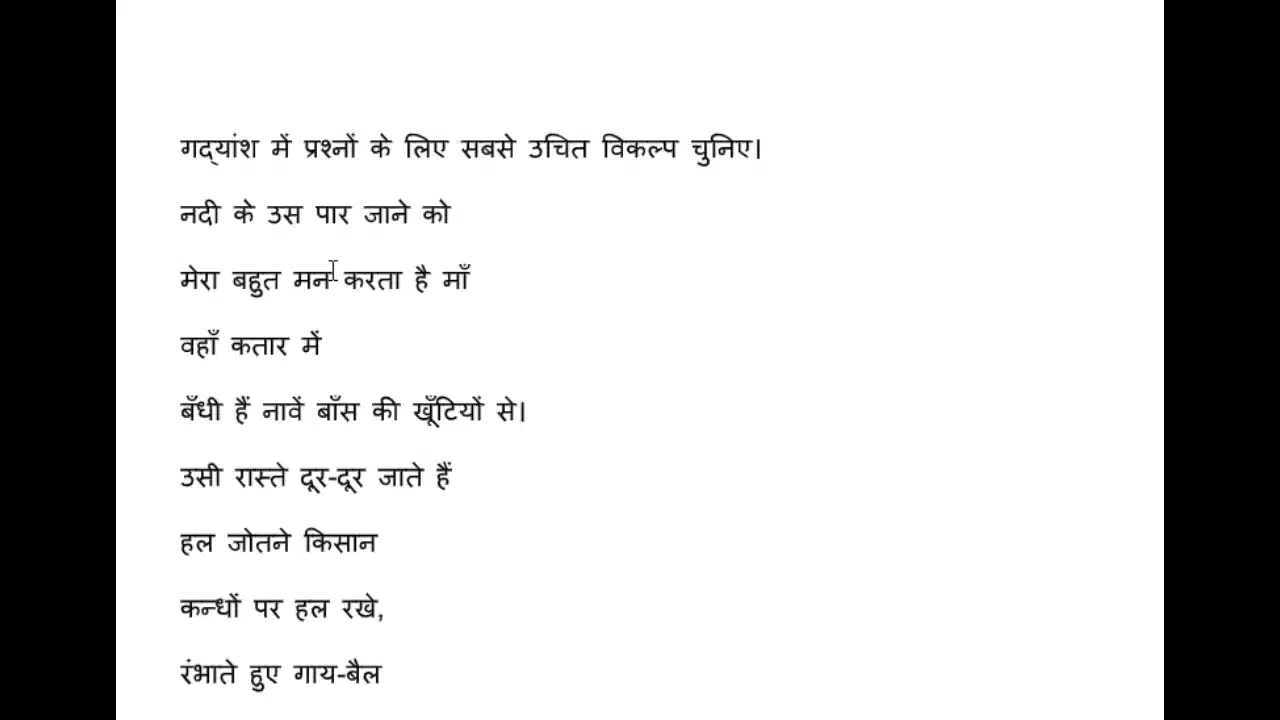 गद्यांश में प्रश्नों के लिए सबसे उचित विकल्प चुनिए।
नदी के उस पार जाने को
मेरा बहुत मन करता है माँ
वहाँ कतार में
बँधी हैं नावें बाँस की खूँटियों से।
उसी रास्ते दूर-दूर जाते हैं
हल जोतने किसान
कन्धों पर हल रखे,
रंभाते हुए गाय-बैल